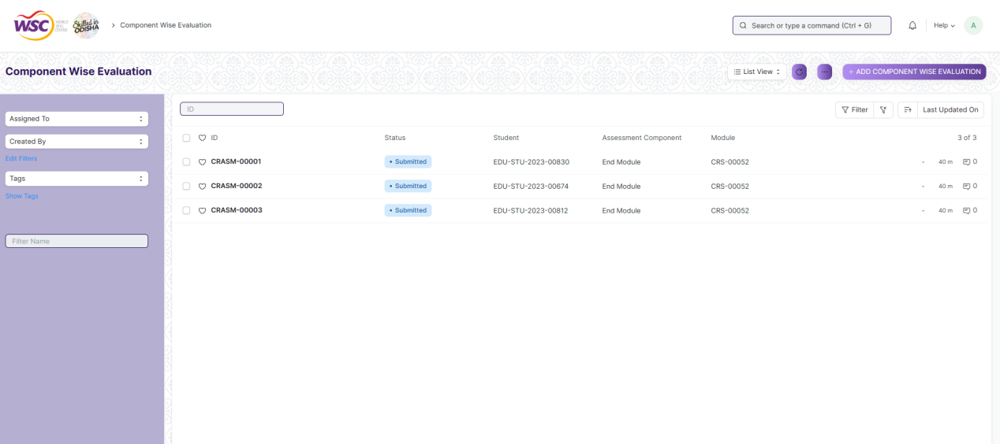 WSC WORLD SKILL CENTER Skilled in ODISHA Component Wise Evaluation Search or type a command (Ctrl + G) Help A
Component Wise Evaluation List View + ADD COMPONENT WISE EVALUATION
Assigned To
Created By
Edit Filters
Tags
Show Tags
Filter Name
ID Filter Last Updated On
ID Status Student Assessment Component Module 3 of 3
CRASM-00001 • Submitted EDU-STU-2023-00830 End Module CRS-00052 - 40 m 0
CRASM-00002 • Submitted EDU-STU-2023-00674 End Module CRS-00052 - 40 m 0
CRASM-00003 • Submitted EDU-STU-2023-00812 End Module CRS-00052 - 40 m 0